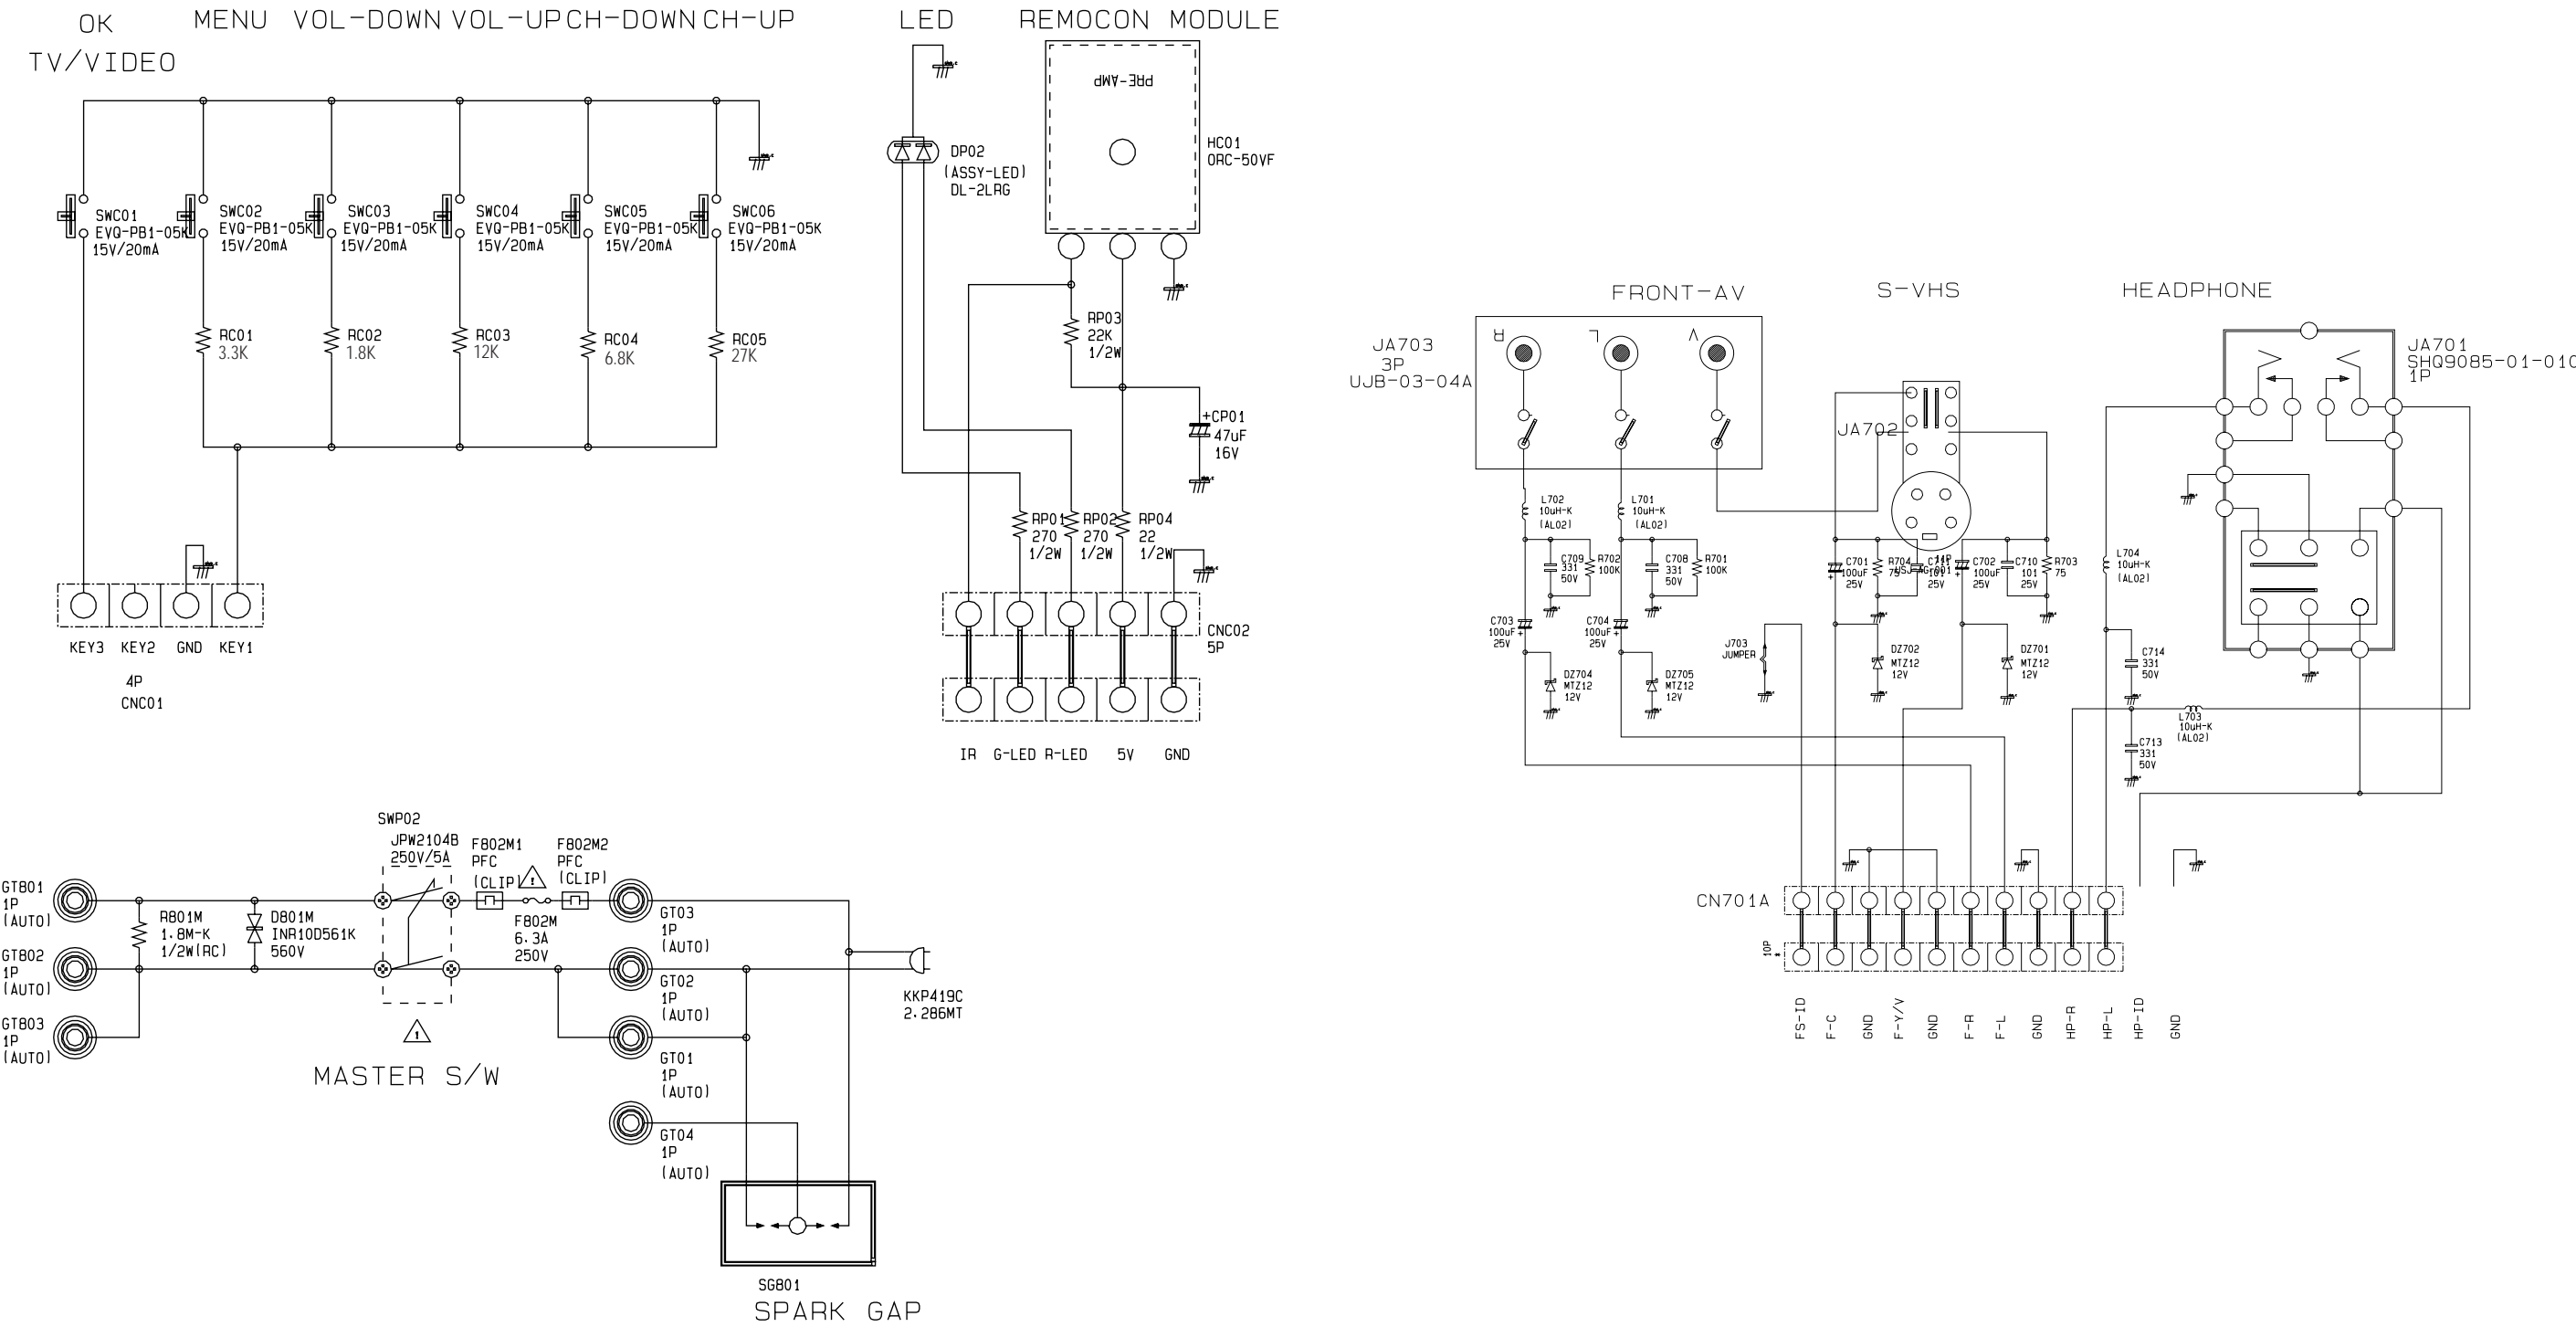 OK
TV/VIDEO
MENU VOL-DOWN VOL-UP CH-DOWN CH-UP
LED
REMOCON MODULE
PRE-AMP
HC01
ORC-50VF
DP02
(ASSY-LED)
DL-2LRG
SWC01
EVQ-PB1-05K
15V/20mA
SWC02
EVQ-PB1-05K
15V/20mA
SWC03
EVQ-PB1-05K
15V/20mA
SWC04
EVQ-PB1-05K
15V/20mA
SWC05
EVQ-PB1-05K
15V/20mA
SWC06
EVQ-PB1-05K
15V/20mA
RC01
3.3K
RC02
1.8K
RC03
12K
RC04
6.8K
RC05
27K
KEY3 KEY2 GND KEY1
4P
CNC01
RP03
22K
1/2W
+CP01
47uF
16V
RP01
270
1/2W
RP02
270
1/2W
RP04
22
1/2W
CNC02
5P
IR G-LED R-LED 5V GND
FRONT-AV
S-VHS
HEADPHONE
JA703
3P
UJB-03-04A
R
L
V
JA702
JA701
SHQ9085-01-010
1P
L702
10uH-K
(AL02)
L701
10uH-K
(AL02)
C709
331
50V
R702
100K
C708
331
50V
R701
100K
C703
100uF +
25V
C704
100uF +
25V
DZ704
MTZ12
12V
DZ705
MTZ12
12V
J703
JUMPER
C701
100uF
25V
R704
75
C711
101
25V
11P
C702
100uF
25V
C710
101
25V
R703
75
DZ702
MTZ12
12V
DZ701
MTZ12
12V
L704
10uH-K
(AL02)
C714
331
50V
L703
10uH-K
(AL02)
C713
331
50V
CN701A
10P
*
FS-ID
F-C
GND
F-Y/V
GND
F-R
F-L
GND
HP-R
HP-L
HP-ID
GND
SWP02
JPW2104B
250V/5A
F802M1
PFC
(CLIP)
!
F802M2
PFC
(CLIP)
F802M
6.3A
250V
GT801
1P
(AUTO)
GT802
1P
(AUTO)
GT803
1P
(AUTO)
R801M
1.8M-K
1/2W(RC)
D801M
INR10D561K
560V
!
MASTER S/W
GT03
1P
(AUTO)
GT02
1P
(AUTO)
GT01
1P
(AUTO)
GT04
1P
(AUTO)
KKP419C
2.286MT
SG801
SPARK GAP